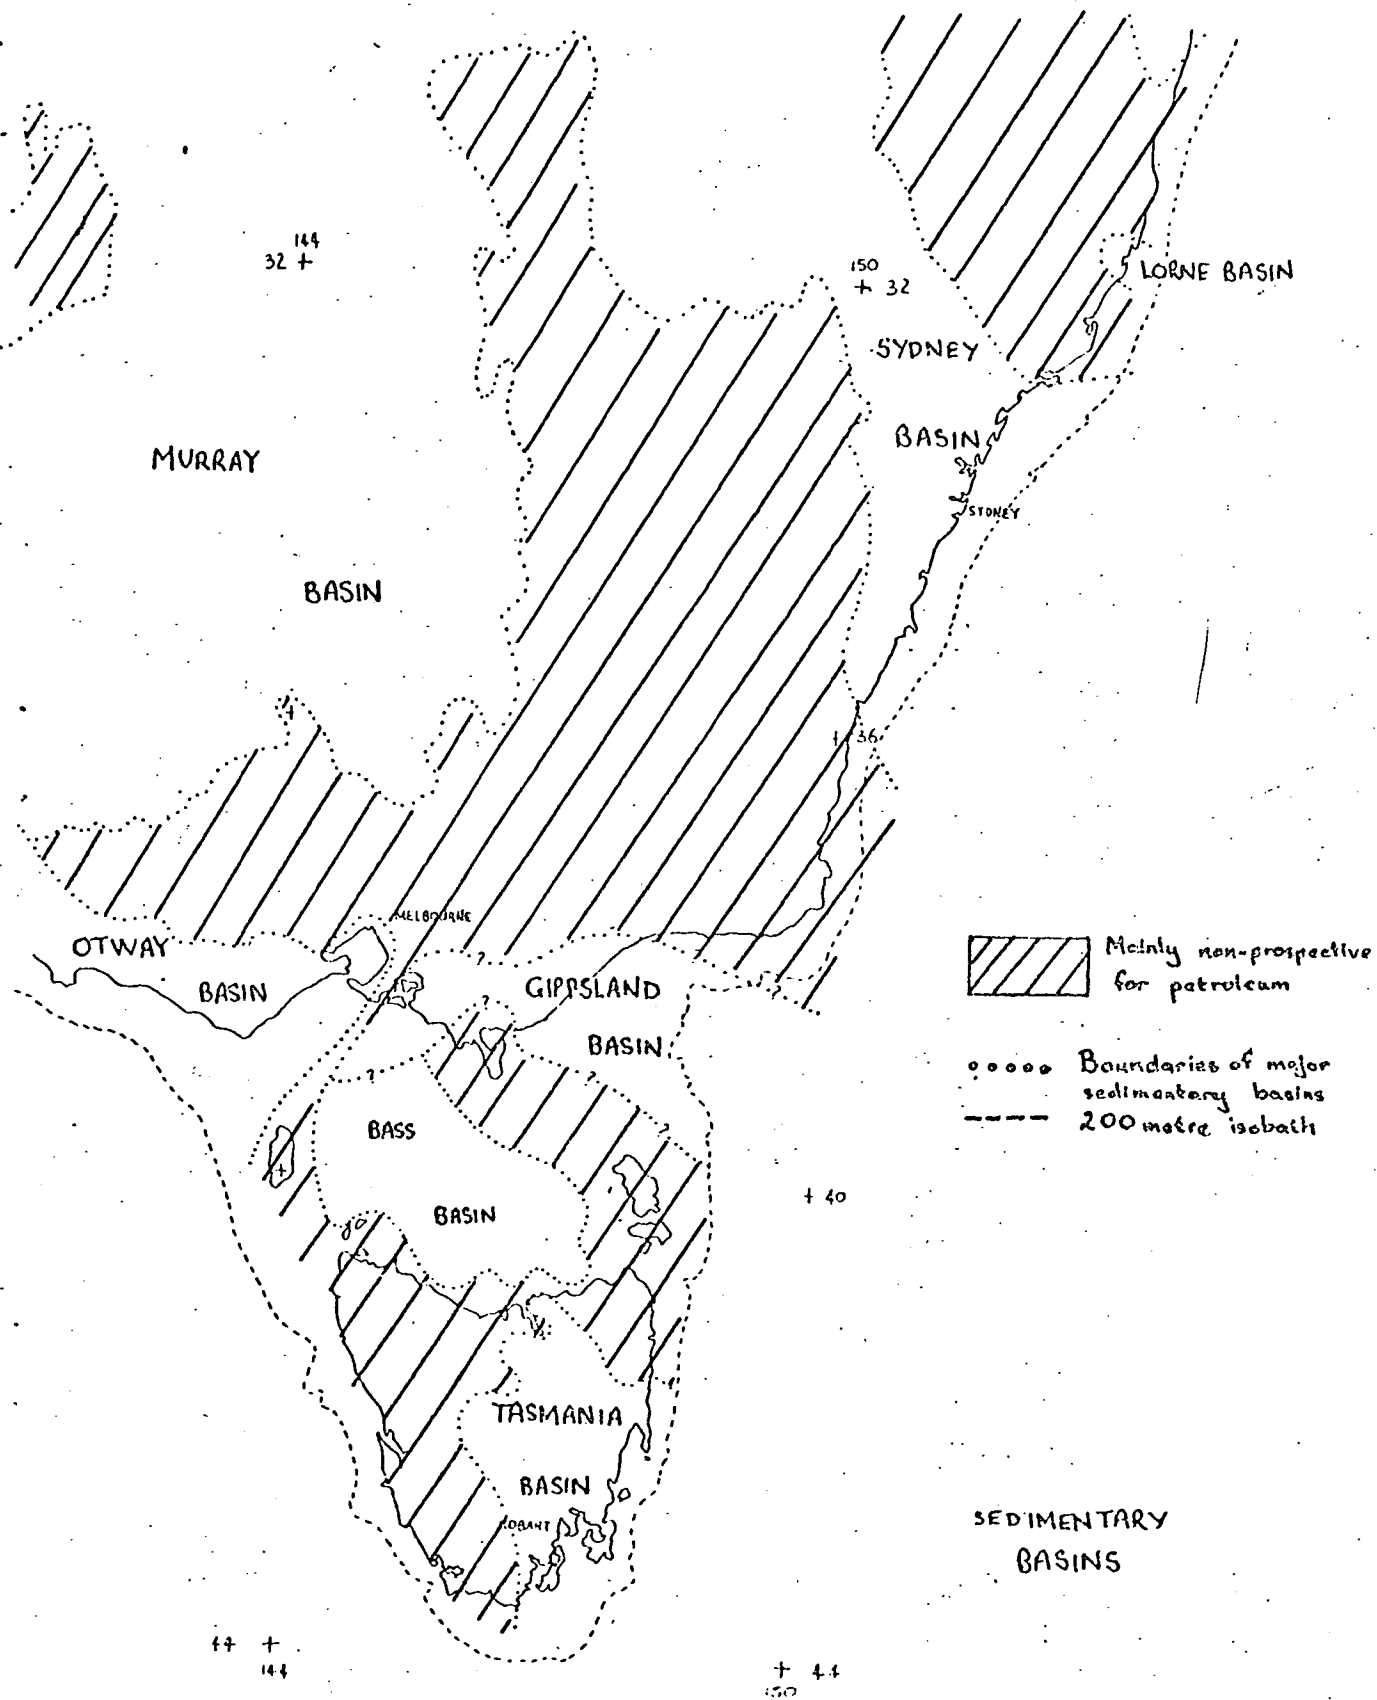 144
32 +
150
+ 32
LORNE BASIN
SYDNEY
BASIN
MURRAY
SYDNEY
BASIN
+ 36
MELBOURNE
OTWAY
BASIN
?
GIPPSLAND
?
BASIN
?
?
?
?
BASS
BASIN
+ 40
TASMANIA
BASIN
HOBART
Mainly non-prospective
for petroleum
Boundaries of major
sedimentary basins
200 metre isobath
SEDIMENTARY
BASINS
44 +
144
+ 44
150